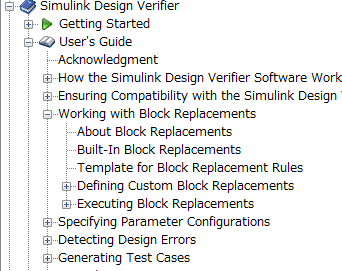 Simulink Design Verifier
Getting Started
User's Guide
Acknowledgment
How the Simulink Design Verifier Software Work
Ensuring Compatibility with the Simulink Design
Working with Block Replacements
About Block Replacements
Built-In Block Replacements
Template for Block Replacement Rules
Defining Custom Block Replacements
Executing Block Replacements
Specifying Parameter Configurations
Detecting Design Errors
Generating Test Cases